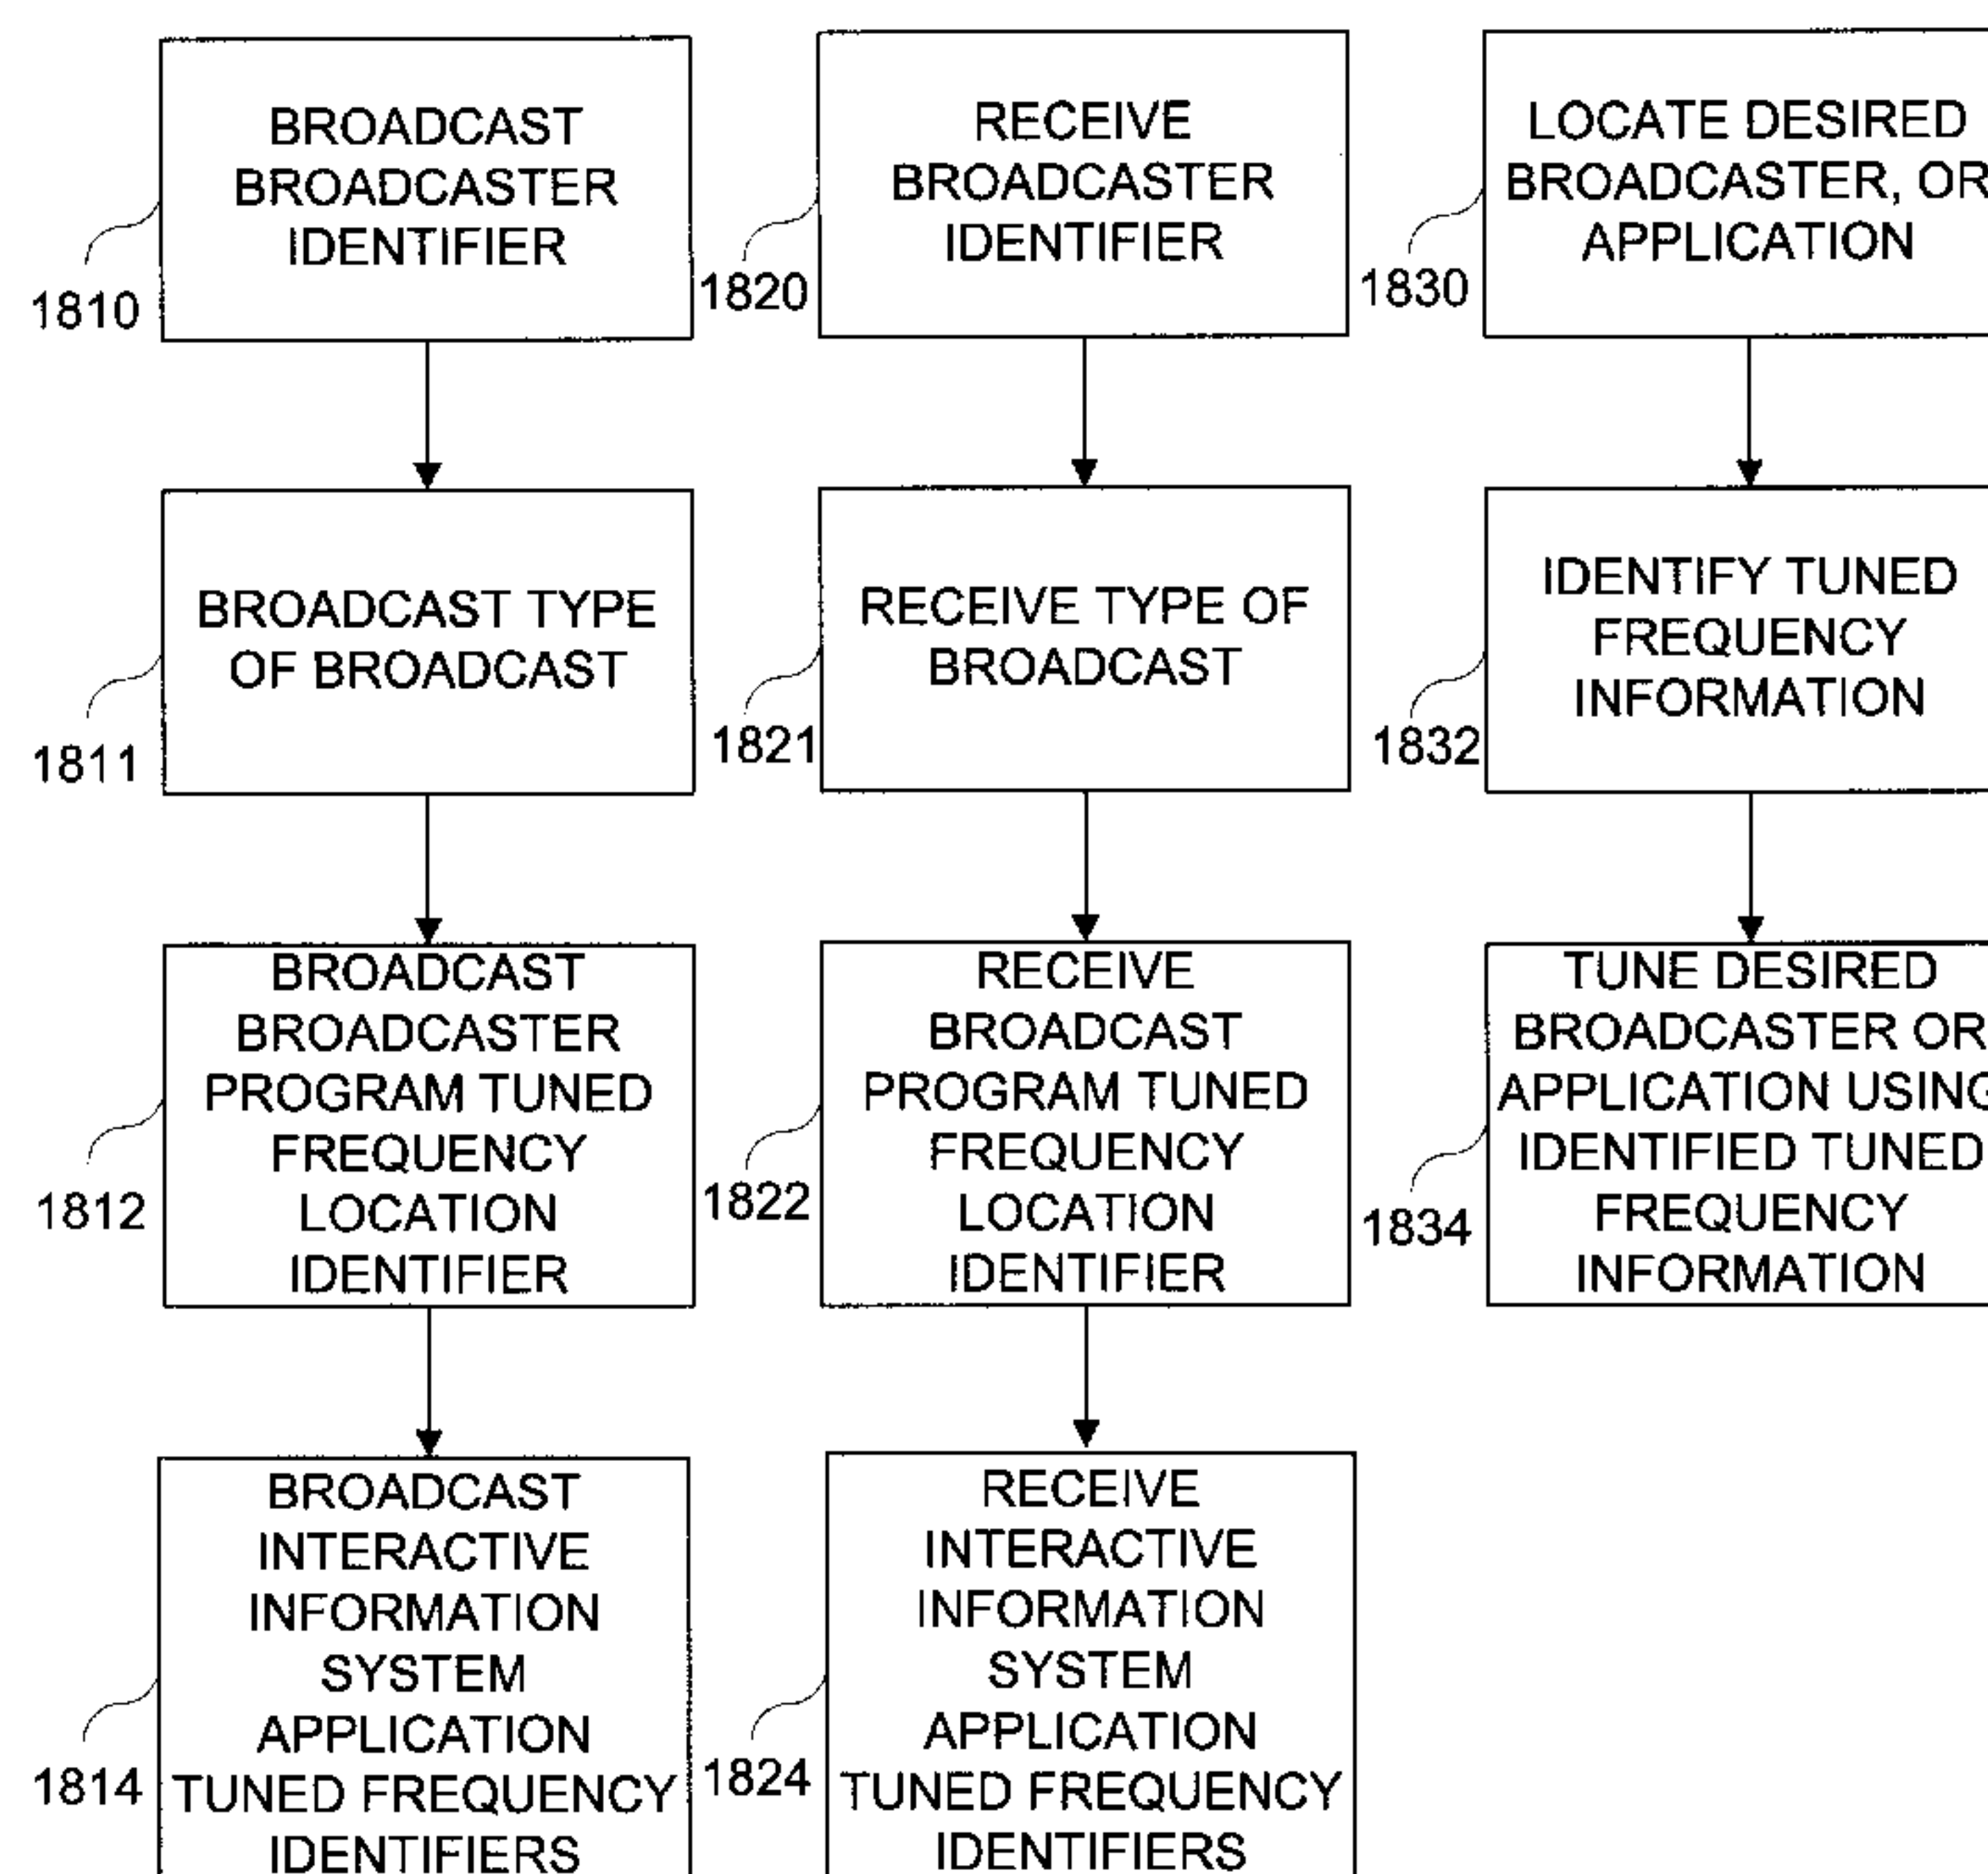 BROADCAST
BROADCASTER
IDENTIFIER
1810
BROADCAST TYPE
OF BROADCAST
1811
BROADCAST
BROADCASTER
PROGRAM TUNED
FREQUENCY
LOCATION
IDENTIFIER
1812
BROADCAST
INTERACTIVE
INFORMATION
SYSTEM
APPLICATION
TUNED FREQUENCY
IDENTIFIERS
1814
RECEIVE
BROADCASTER
IDENTIFIER
1820
RECEIVE TYPE OF
BROADCAST
1821
RECEIVE
BROADCAST
PROGRAM TUNED
FREQUENCY
LOCATION
IDENTIFIER
1822
RECEIVE
INTERACTIVE
INFORMATION
SYSTEM
APPLICATION
TUNED FREQUENCY
IDENTIFIERS
1824
LOCATE DESIRED
BROADCASTER, OR
APPLICATION
1830
IDENTIFY TUNED
FREQUENCY
INFORMATION
1832
TUNE DESIRED
BROADCASTER OR
APPLICATION USING
IDENTIFIED TUNED
FREQUENCY
INFORMATION
1834